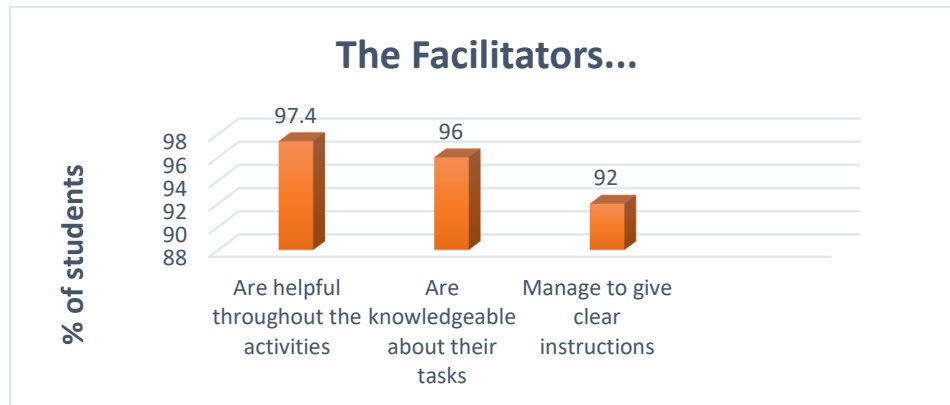 The Facilitators...
97.4
96
92
98
96
94
92
90
88
% of students
Are helpful
throughout the
activities
Are
knowledgeable
about their
tasks
Manage to give
clear
instructions